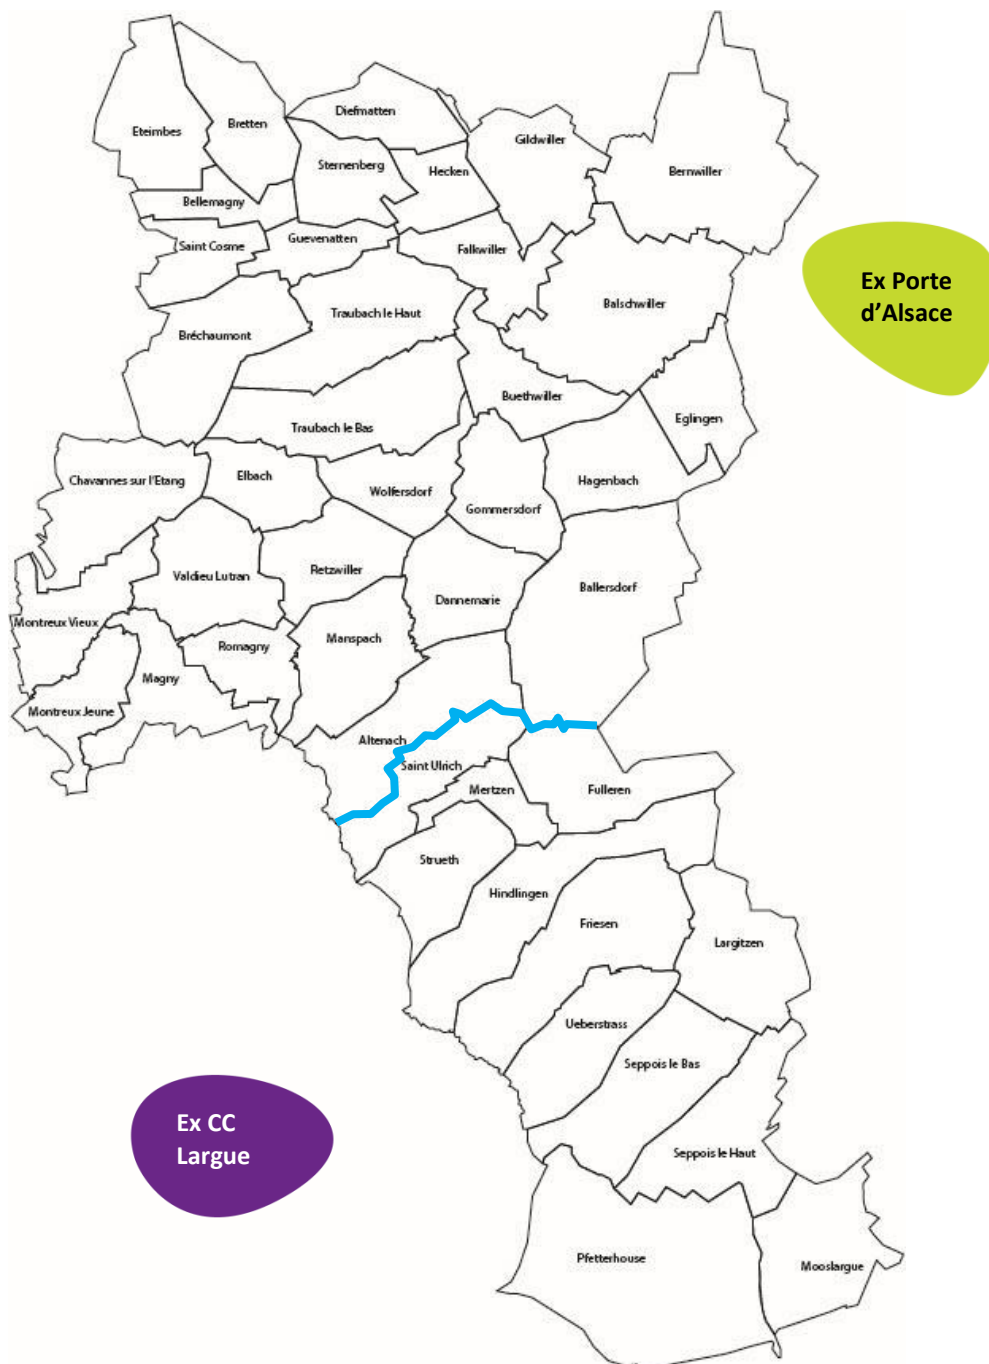 Diefmatten
Bretten
Eteimbes
Gildwiller
Sternenberg
Hecken
Bernwiller
Bellemagny
Guevenatten
Saint Cosme
Falkwiller
Ex Porte
d’Alsace
Balschwiller
Traubach le Haut
Bréchaumont
Buethwiller
Eglingen
Traubach le Bas
Elbach
Chavannes sur l'Etang
Hagenbach
Wolfersdorf
Gommersdorf
Retzwiller
Valdieu Lutran
Ballersdorf
Dannemarie
Montreux Vieux
Manspach
Romagny
Magny
Montreux Jeune
Altenach
Saint Ulrich
Mertzen
Fulleren
Strueth
Hindlingen
Friesen
Largitzen
Ueberstrass
Seppois le Bas
Ex CC
Largue
Seppois le Haut
Pfetterhouse
Mooslargue